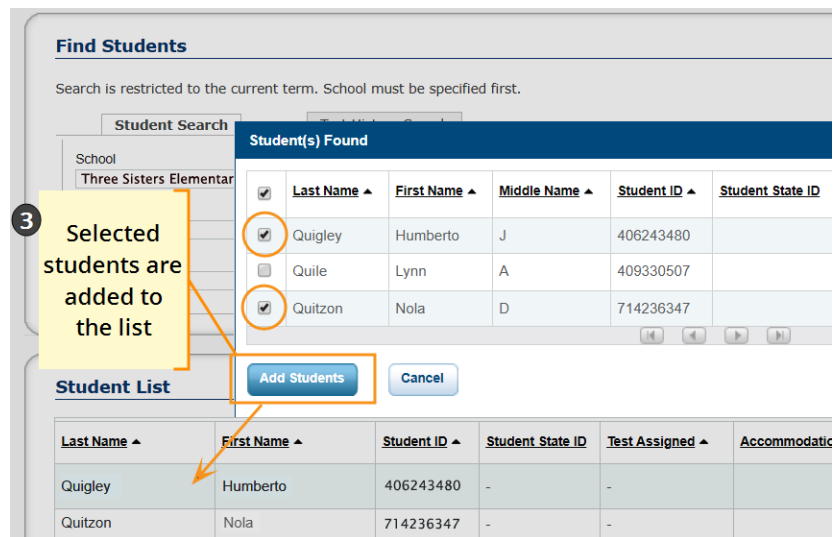 Find Students
Search is restricted to the current term. School must be specified first.
Student Search
School
Three Sisters Elementar
3
Selected
students are
added to
the list
Student(s) Found
Last Name First Name Middle Name Student ID Student State ID
Quigley Humberto J 406243480
Quile Lynn A 409330507
Quitzon Nola D 714236347
Add Students Cancel
Student List
Last Name First Name Student ID Student State ID Test Assigned Accommodatio
Quigley Humberto 406243480 - -
Quitzon Nola 714236347 - -